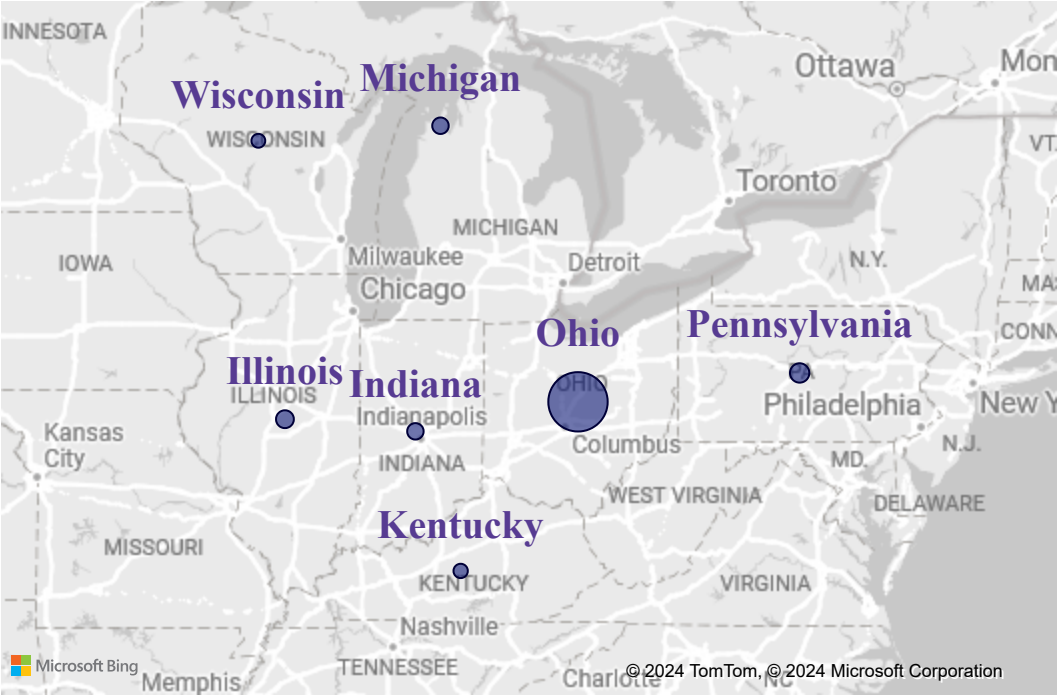 INNESOTA
Ottawa
Mon
Wisconsin
Michigan
WISCONSIN
VT.
Toronto
MICHIGAN
IOWA
Milwaukee
Detroit
N.Y.
Chicago
MAS
CONN
Ohio
Pennsylvania
Illinois
Indiana
OHIO
PA
ILLINOIS
Indianapolis
Philadelphia
New Y
Kansas
City
Columbus
N.J.
INDIANA
MD.
WEST VIRGINIA
DELAWARE
Kentucky
MISSOURI
KENTUCKY
VIRGINIA
Nashville
Microsoft Bing
TENNESSEE
Memphis
Charlotte
NC
© 2024 TomTom, © 2024 Microsoft Corporation